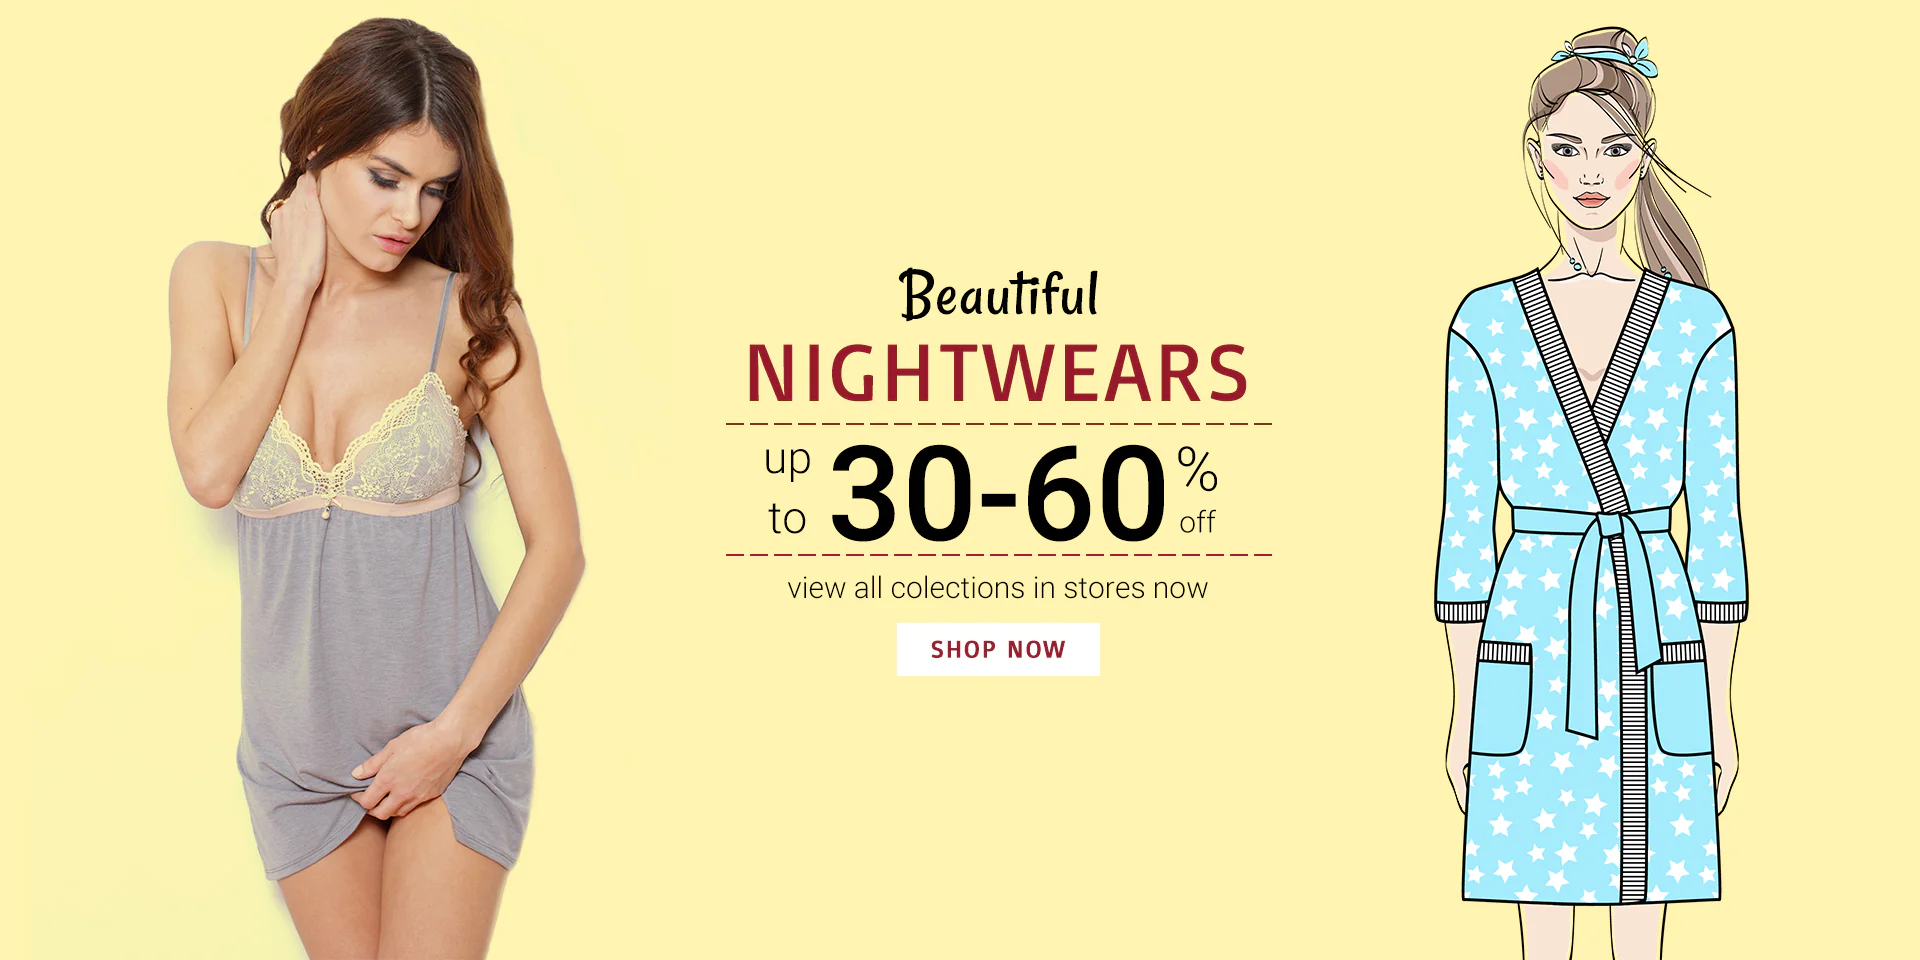 Beautiful
NIGHTWEARS
up to 30-60% off
view all colections in stores now
SHOP NOW